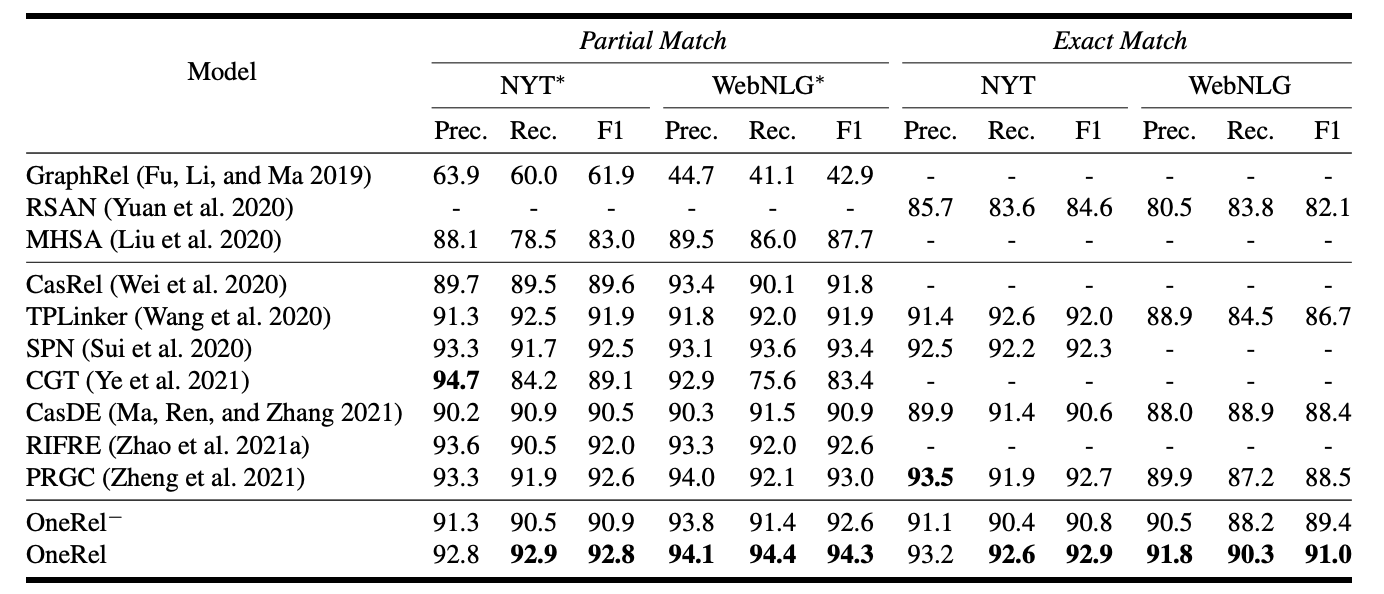 Partial Match Exact Match
Model
NYT* WebNLG* NYT WebNLG
Prec. Rec. F1 Prec. Rec. F1 Prec. Rec. F1 Prec. Rec. F1
GraphRel (Fu, Li, and Ma 2019) 63.9 60.0 61.9 44.7 41.1 42.9 - - - - - -
RSAN (Yuan et al. 2020) - - - - - - 85.7 83.6 84.6 80.5 83.8 82.1
MHSA (Liu et al. 2020) 88.1 78.5 83.0 89.5 86.0 87.7 - - - - - -
CasRel (Wei et al. 2020) 89.7 89.5 89.6 93.4 90.1 91.8 - - - - - -
TPLinker (Wang et al. 2020) 91.3 92.5 91.9 91.8 92.0 91.9 91.4 92.6 92.0 88.9 84.5 86.7
SPN (Sui et al. 2020) 93.3 91.7 92.5 93.1 93.6 93.4 92.5 92.2 92.3 - - -
CGT (Ye et al. 2021) 94.7 84.2 89.1 92.9 75.6 83.4 - - - - - -
CasDE (Ma, Ren, and Zhang 2021) 90.2 90.9 90.5 90.3 91.5 90.9 89.9 91.4 90.6 88.0 88.9 88.4
RIFRE (Zhao et al. 2021a) 93.6 90.5 92.0 93.3 92.0 92.6 - - - - - -
PRGC (Zheng et al. 2021) 93.3 91.9 92.6 94.0 92.1 93.0 93.5 91.9 92.7 89.9 87.2 88.5
OneRel⁻ 91.3 90.5 90.9 93.8 91.4 92.6 91.1 90.4 90.8 90.5 88.2 89.4
OneRel 92.8 92.9 92.8 94.1 94.4 94.3 93.2 92.6 92.9 91.8 90.3 91.0